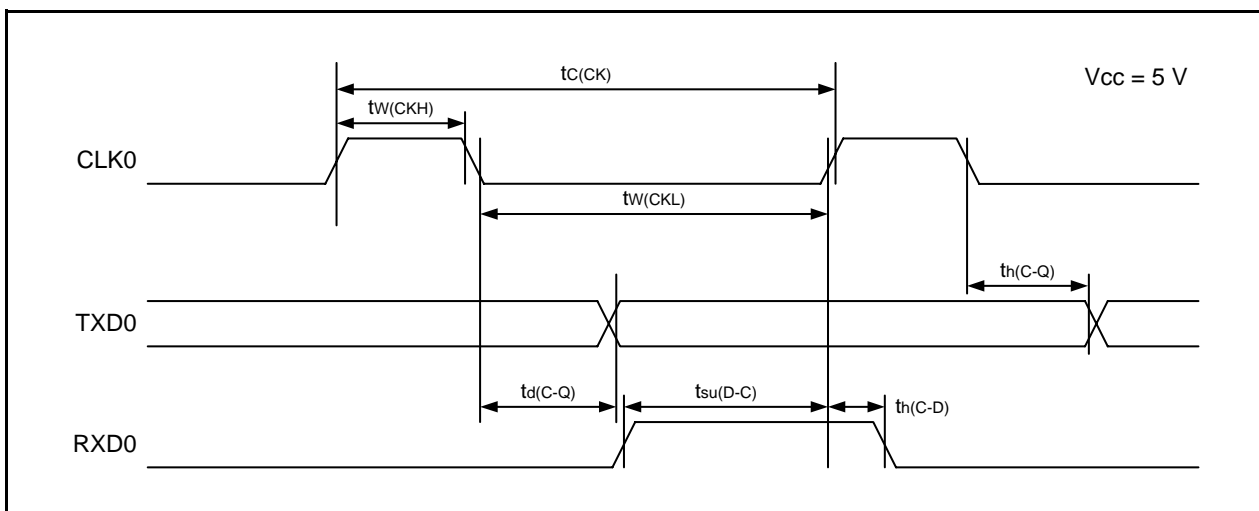 tC(CK)
Vcc = 5 V
tW(CKH)
CLK0
tW(CKL)
th(C-Q)
TXD0
td(C-Q)
tsu(D-C)
th(C-D)
RXD0